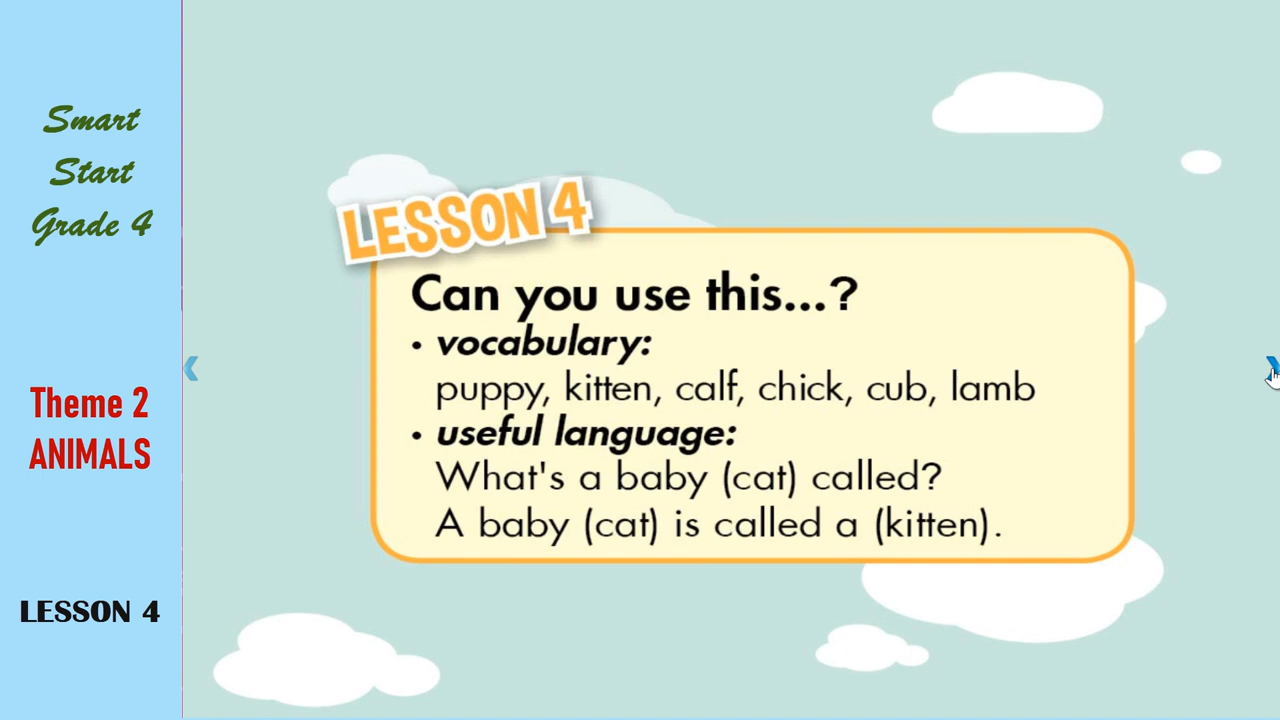 Smart
Start
Grade 4
Theme 2
ANIMALS
LESSON 4
LESSON 4
Can you use this...?
• vocabulary:
puppy, kitten, calf, chick, cub, lamb
• useful language:
What's a baby (cat) called?
A baby (cat) is called a (kitten).